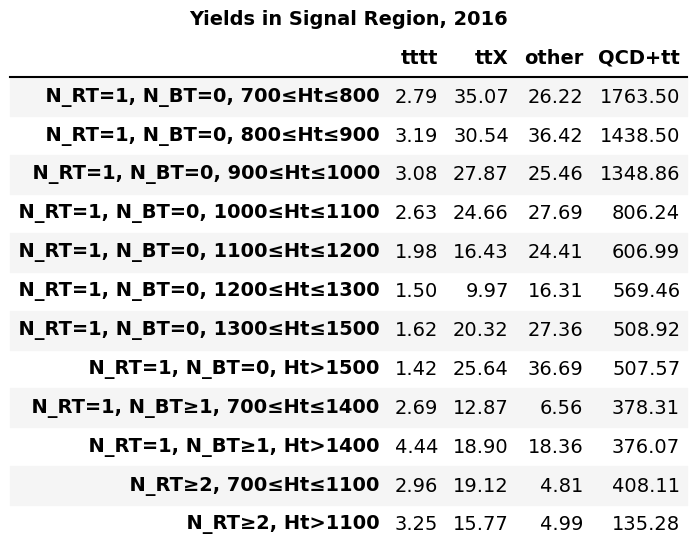 Yields in Signal Region, 2016
tttt ttX other QCD+tt
N_RT=1, N_BT=0, 700≤Ht≤800 2.79 35.07 26.22 1763.50
N_RT=1, N_BT=0, 800≤Ht≤900 3.19 30.54 36.42 1438.50
N_RT=1, N_BT=0, 900≤Ht≤1000 3.08 27.87 25.46 1348.86
N_RT=1, N_BT=0, 1000≤Ht≤1100 2.63 24.66 27.69 806.24
N_RT=1, N_BT=0, 1100≤Ht≤1200 1.98 16.43 24.41 606.99
N_RT=1, N_BT=0, 1200≤Ht≤1300 1.50 9.97 16.31 569.46
N_RT=1, N_BT=0, 1300≤Ht≤1500 1.62 20.32 27.36 508.92
N_RT=1, N_BT=0, Ht>1500 1.42 25.64 36.69 507.57
N_RT=1, N_BT≥1, 700≤Ht≤1400 2.69 12.87 6.56 378.31
N_RT=1, N_BT≥1, Ht>1400 4.44 18.90 18.36 376.07
N_RT≥2, 700≤Ht≤1100 2.96 19.12 4.81 408.11
N_RT≥2, Ht>1100 3.25 15.77 4.99 135.28